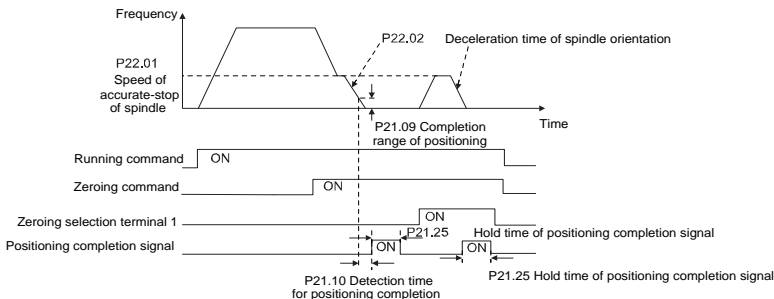 Frequency
P22.02
Deceleration time of spindle orientation
P22.01
Speed of
accurate-stop
of spindle
Time
P21.09 Completion
range of positioning
Running command
ON
Zeroing command
ON
Zeroing selection terminal 1
ON
P21.25
Hold time of positioning completion signal
Positioning completion signal
ON
ON
P21.10 Detection time
for positioning completion
P21.25 Hold time of positioning completion signal